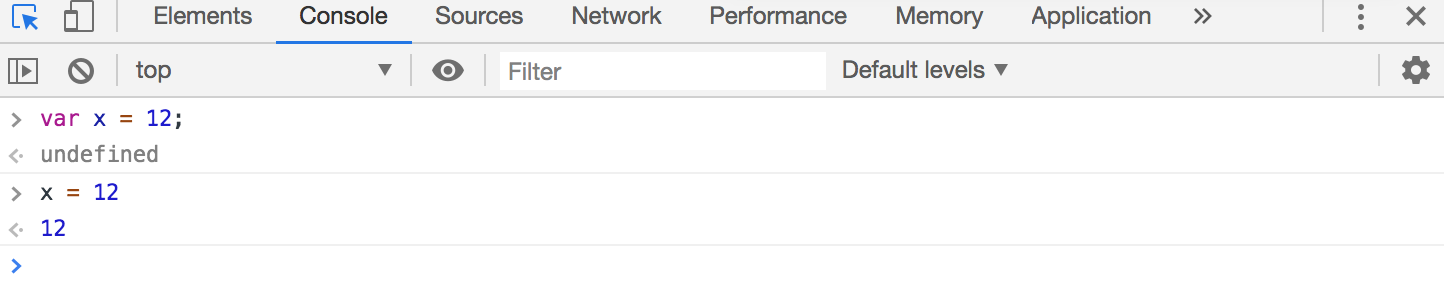 Elements Console Sources Network Performance Memory Application »
top ▼ Filter Default levels ▼
> var x = 12;
<· undefined
> x = 12
<· 12
>